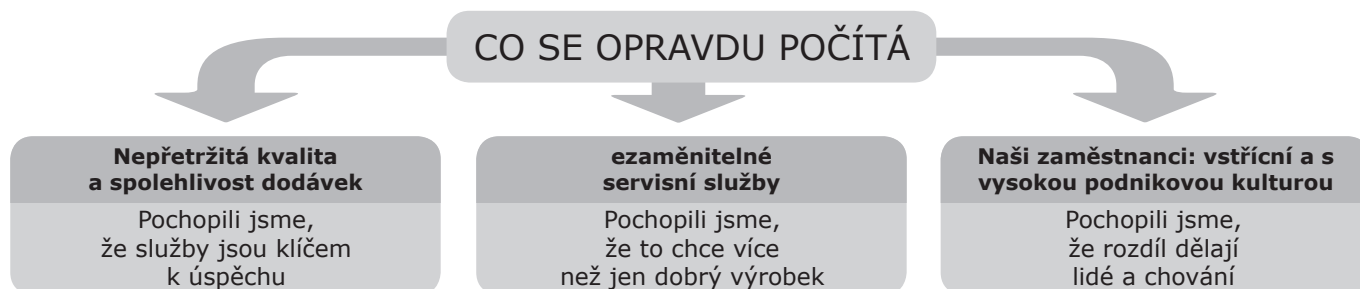 CO SE OPRAVDU POČÍTÁ
Nepřetržitá kvalita
a spolehlivost dodávek
Pochopili jsme,
že služby jsou klíčem
k úspěchu
ezaměnitelné
servisní služby
Pochopili jsme,
že to chce více
než jen dobrý výrobek
Naši zaměstnanci: vstřícní a s
vysokou podnikovou kulturou
Pochopili jsme,
že rozdíl dělají
lidé a chování